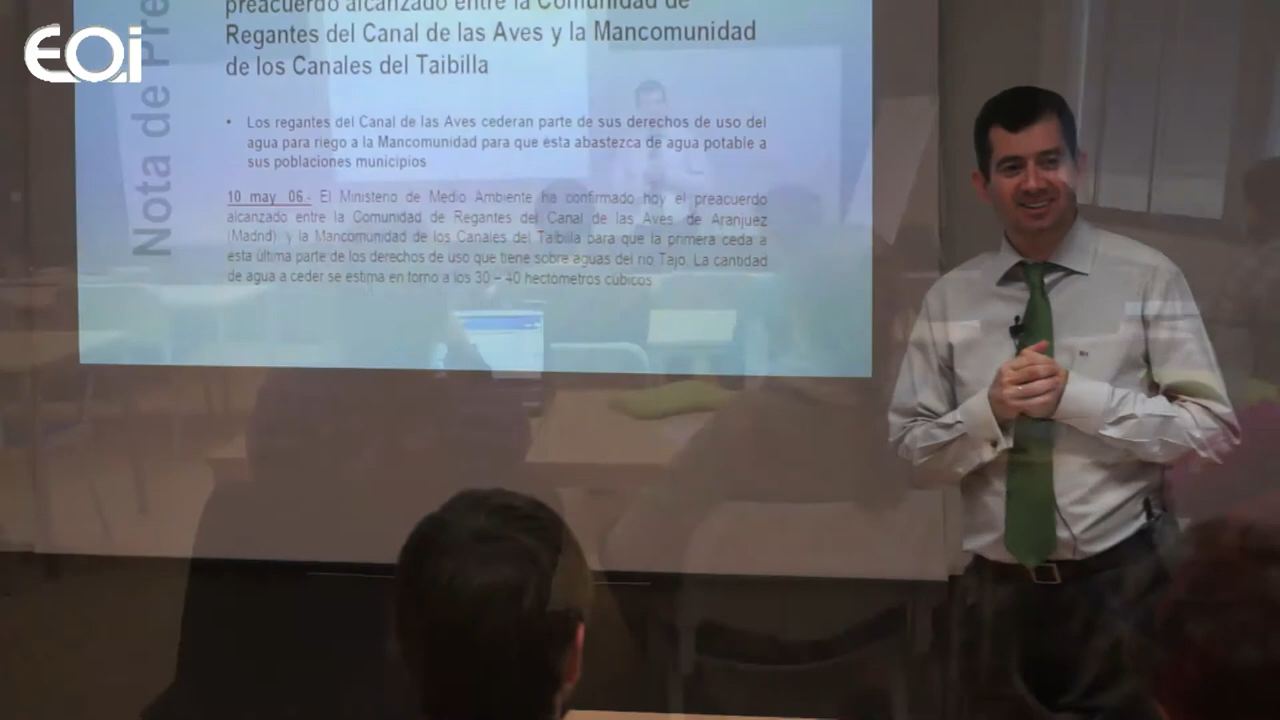 EOi
Nota de Pre
preacuerdo alcanzado entre la Comunidad de
Regantes del Canal de las Aves y la Mancomunidad
de los Canales del Taibilla
• Los regantes del Canal de las Aves cederan parte de sus derechos de uso del
agua para riego a la Mancomunidad para que ésta abastezca de agua potable a
sus poblaciones municipios
10 may 06.- El Ministerio de Medio Ambiente ha confirmado hoy el preacuerdo
alcanzado entre la Comunidad de Regantes del Canal de las Aves de Aranjuez
(Madrid) y la Mancomunidad de los Canales del Taibilla para que la primera ceda a
esta última parte de los derechos de uso que tiene sobre aguas del río Tajo. La cantidad
de agua a ceder se estima en torno a los 30 – 40 hectómetros cúbicos